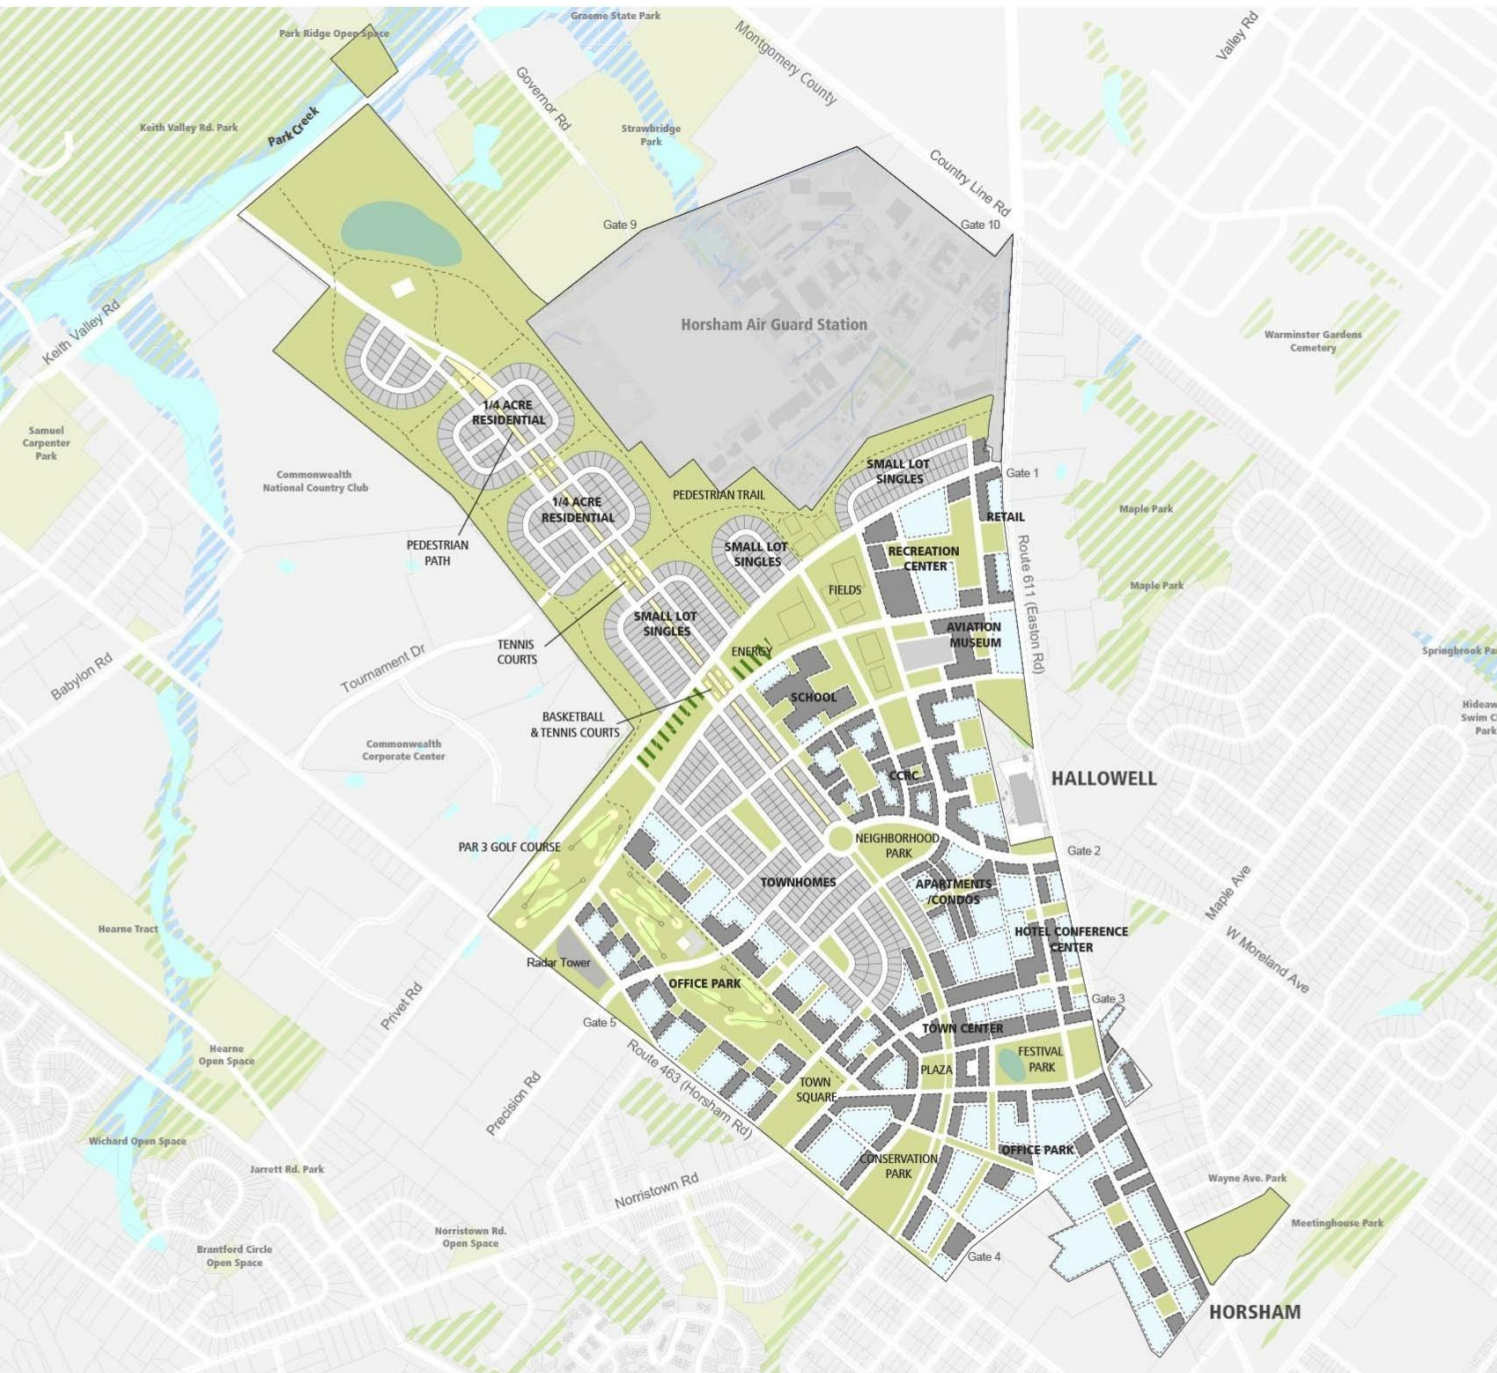 Graeme State Park
Park Ridge Open Space
Valley Rd
Montgomery County
Governor Rd
Park Creek
Keith Valley Rd. Park
Strawbridge
Park
Country Line Rd
Gate 9
Gate 10
Horsham Air Guard Station
Keith Valley Rd
Warminster Gardens
Cemetery
1/4 ACRE
RESIDENTIAL
Samuel
Carpenter
Park
Commonwealth
National Country Club
SMALL LOT
SINGLES
Gate 1
1/4 ACRE
RESIDENTIAL
PEDESTRIAN TRAIL
RETAIL
Maple Park
PEDESTRIAN
PATH
SMALL LOT
SINGLES
RECREATION
CENTER
Route 611 (Easton Rd)
FIELDS
Maple Park
SMALL LOT
SINGLES
AVIATION
MUSEUM
TENNIS
COURTS
ENERGY
Springbrook Pa
Babylon Rd
Tournament Dr
SCHOOL
BASKETBALL
& TENNIS COURTS
Hideaw
Swim C
Park
Commonwealth
Corporate Center
CCRC
HALLOWELL
PAR 3 GOLF COURSE
NEIGHBORHOOD
PARK
Gate 2
TOWNHOMES
APARTMENTS
/CONDOS
Maple Ave
Hearne Tract
HOTEL CONFERENCE
CENTER
W Moreland Ave
Radar Tower
OFFICE PARK
Privet Rd
Gate 3
Gate 5
TOWN CENTER
Hearne
Open Space
Route 463 (Horsham Rd)
FESTIVAL
PARK
PLAZA
TOWN
SQUARE
Precision Rd
Wichard Open Space
OFFICE PARK
CONSERVATION
PARK
Jarrett Rd. Park
Norristown Rd
Wayne Ave. Park
Meetinghouse Park
Norristown Rd.
Open Space
Brantford Circle
Open Space
Gate 4
HORSHAM